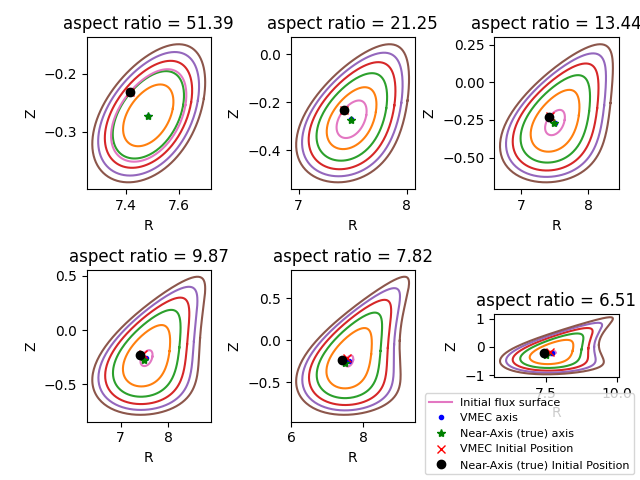 aspect ratio = 51.39
aspect ratio = 21.25
aspect ratio = 13.44
Z
−0.2
−0.3
7.4
7.6
R
Z
0.0
−0.2
−0.4
7
8
R
Z
0.25
0.00
−0.25
−0.50
7
8
R
aspect ratio = 9.87
aspect ratio = 7.82
aspect ratio = 6.51
Z
0.5
0.0
−0.5
7
8
R
Z
0.5
0.0
−0.5
6
8
R
Z
1
0
−1
7.5
10.0
R
Initial flux surface
VMEC axis
Near-Axis (true) axis
VMEC Initial Position
Near-Axis (true) Initial Position